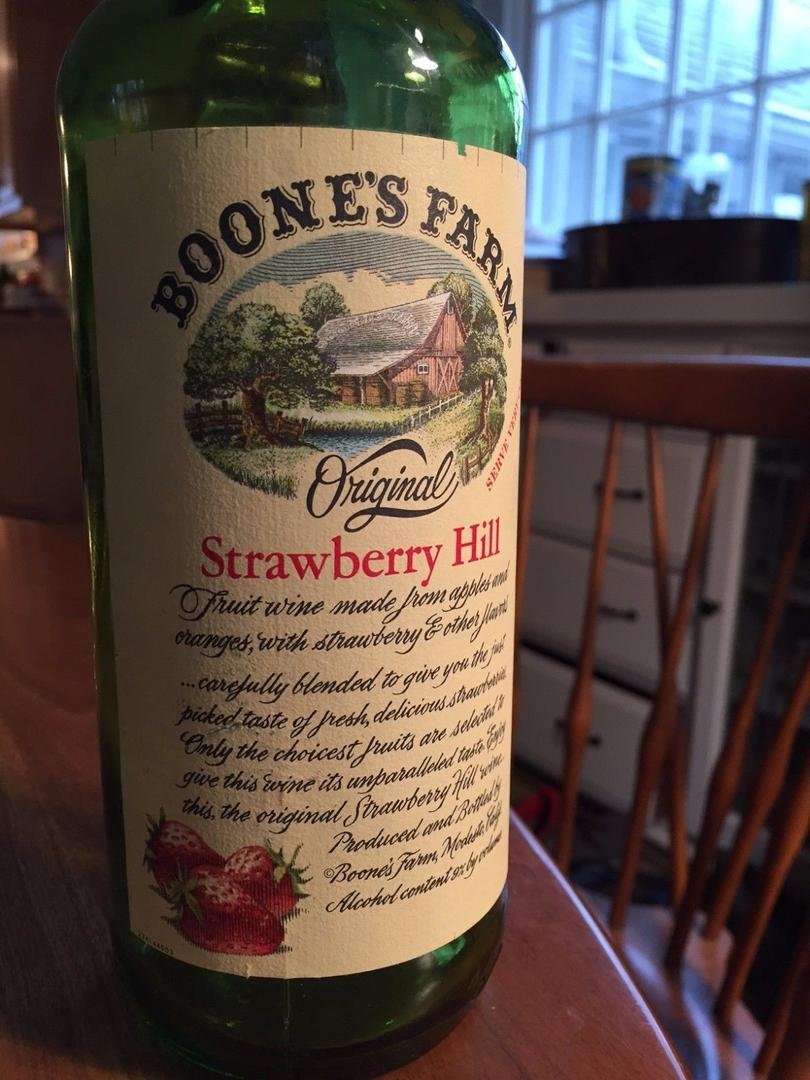 BOONE'S FARM®
Original
SERVE VERY
Strawberry Hill
Fruit wine made from apples and
oranges, with strawberry & other flavors
...carefully blended to give you the just
picked taste of fresh, delicious strawberries.
Only the choicest fruits are selected to
give this wine its unparalleled taste. Enjoy
this, the original Strawberry Hill wine.
Produced and Bottled by
©Boone's Farm, Modesto, Calif.
Alcohol content 9% by volume